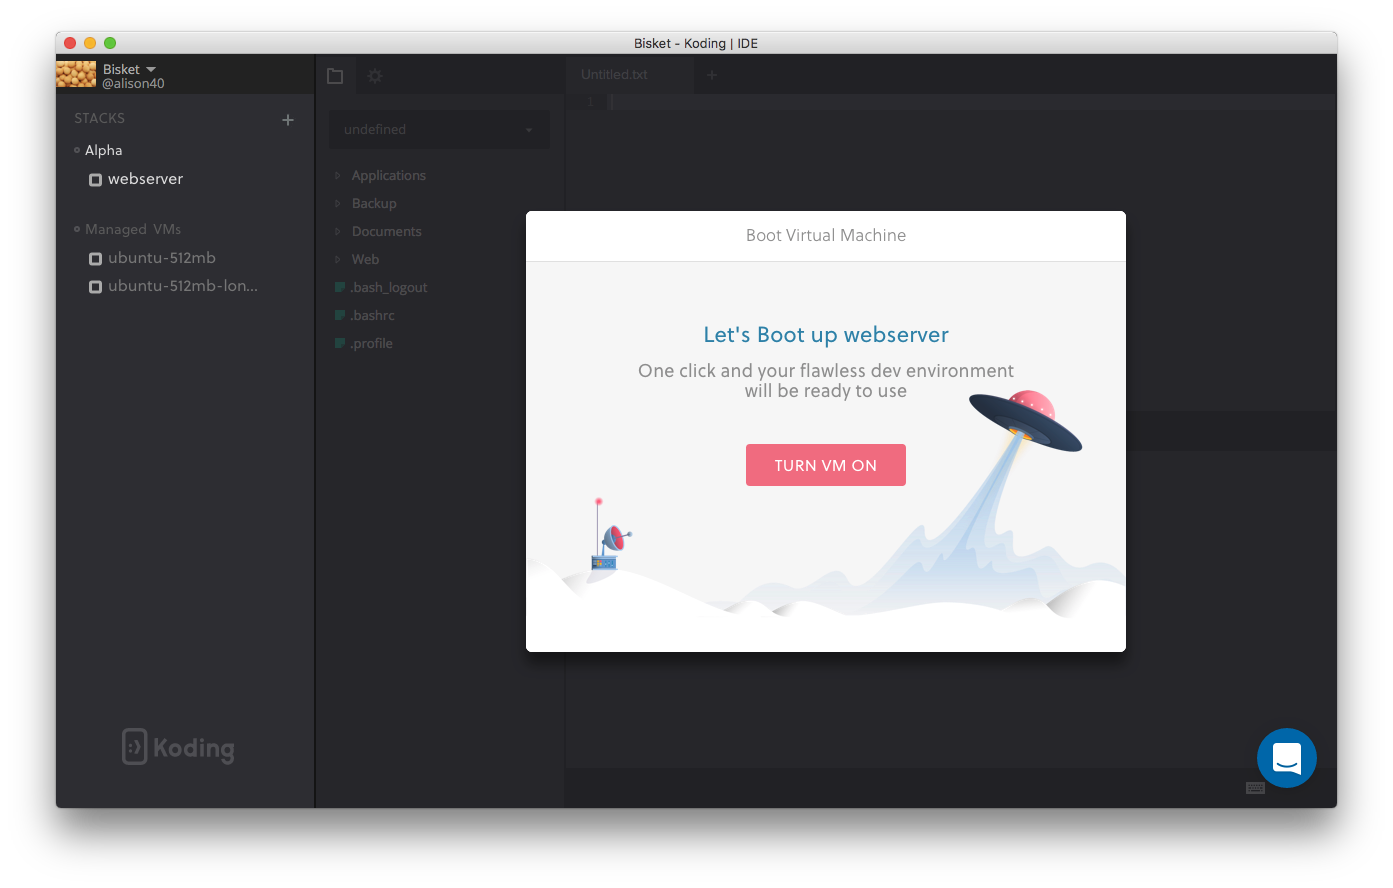 Bisket - Koding | IDE
Bisket
@alison40
STACKS
Alpha
webserver
Managed VMs
ubuntu-512mb
ubuntu-512mb-lon...
:) Koding
undefined
Applications
Backup
Documents
Web
.bash_logout
.bashrc
.profile
Untitled.txt
+
1
Boot Virtual Machine
Let's Boot up webserver
One click and your flawless dev environment
will be ready to use
TURN VM ON